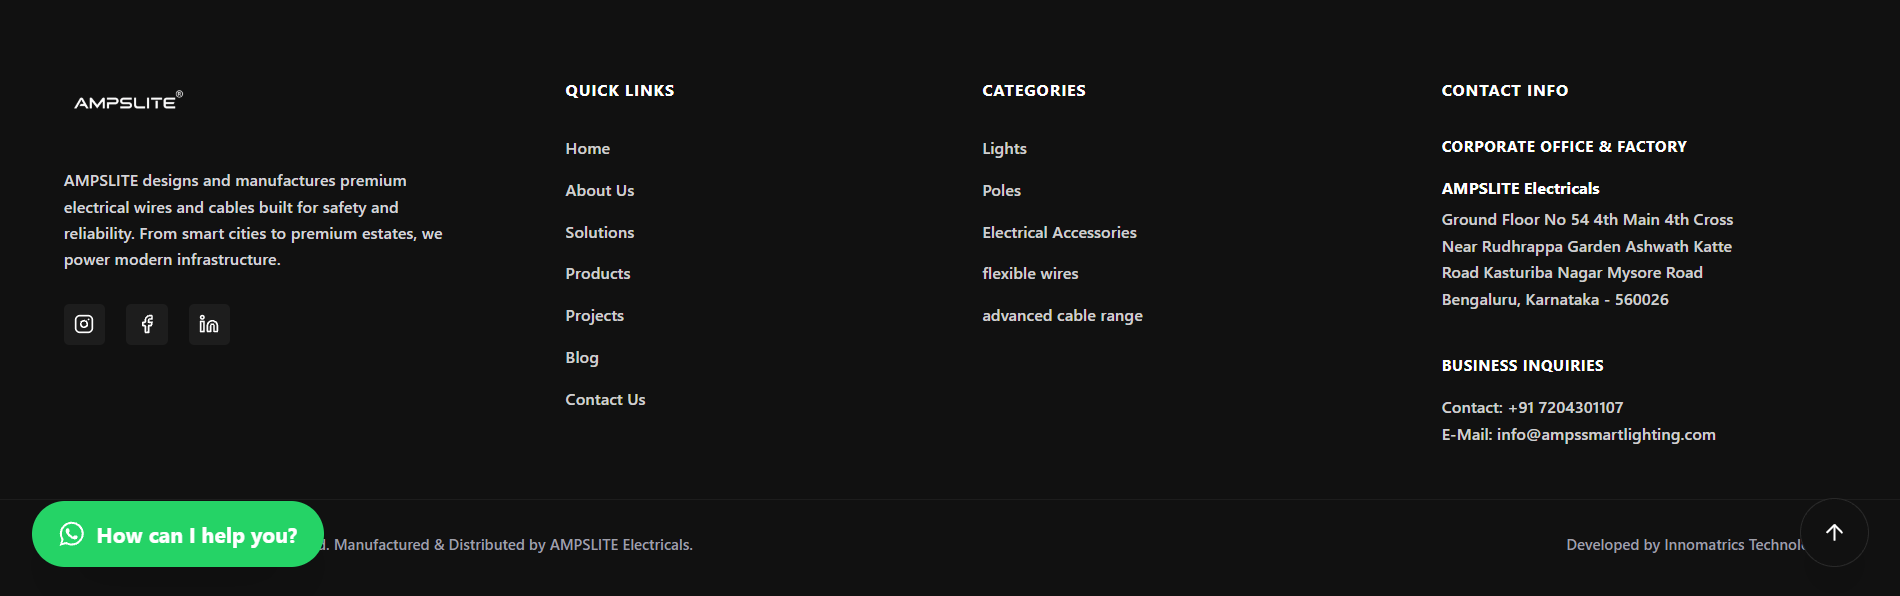 AMPSLITE®
AMPSLITE designs and manufactures premium
electrical wires and cables built for safety and
reliability. From smart cities to premium estates, we
power modern infrastructure.
QUICK LINKS
Home
About Us
Solutions
Products
Projects
Blog
Contact Us
CATEGORIES
Lights
Poles
Electrical Accessories
flexible wires
advanced cable range
CONTACT INFO
CORPORATE OFFICE & FACTORY
AMPSLITE Electricals
Ground Floor No 54 4th Main 4th Cross
Near Rudhrappa Garden Ashwath Katte
Road Kasturiba Nagar Mysore Road
Bengaluru, Karnataka - 560026
BUSINESS INQUIRIES
Contact: +91 7204301107
E-Mail: info@ampssmartlighting.com
How can I help you?
Manufactured & Distributed by AMPSLITE Electricals.
Developed by Innomatrics